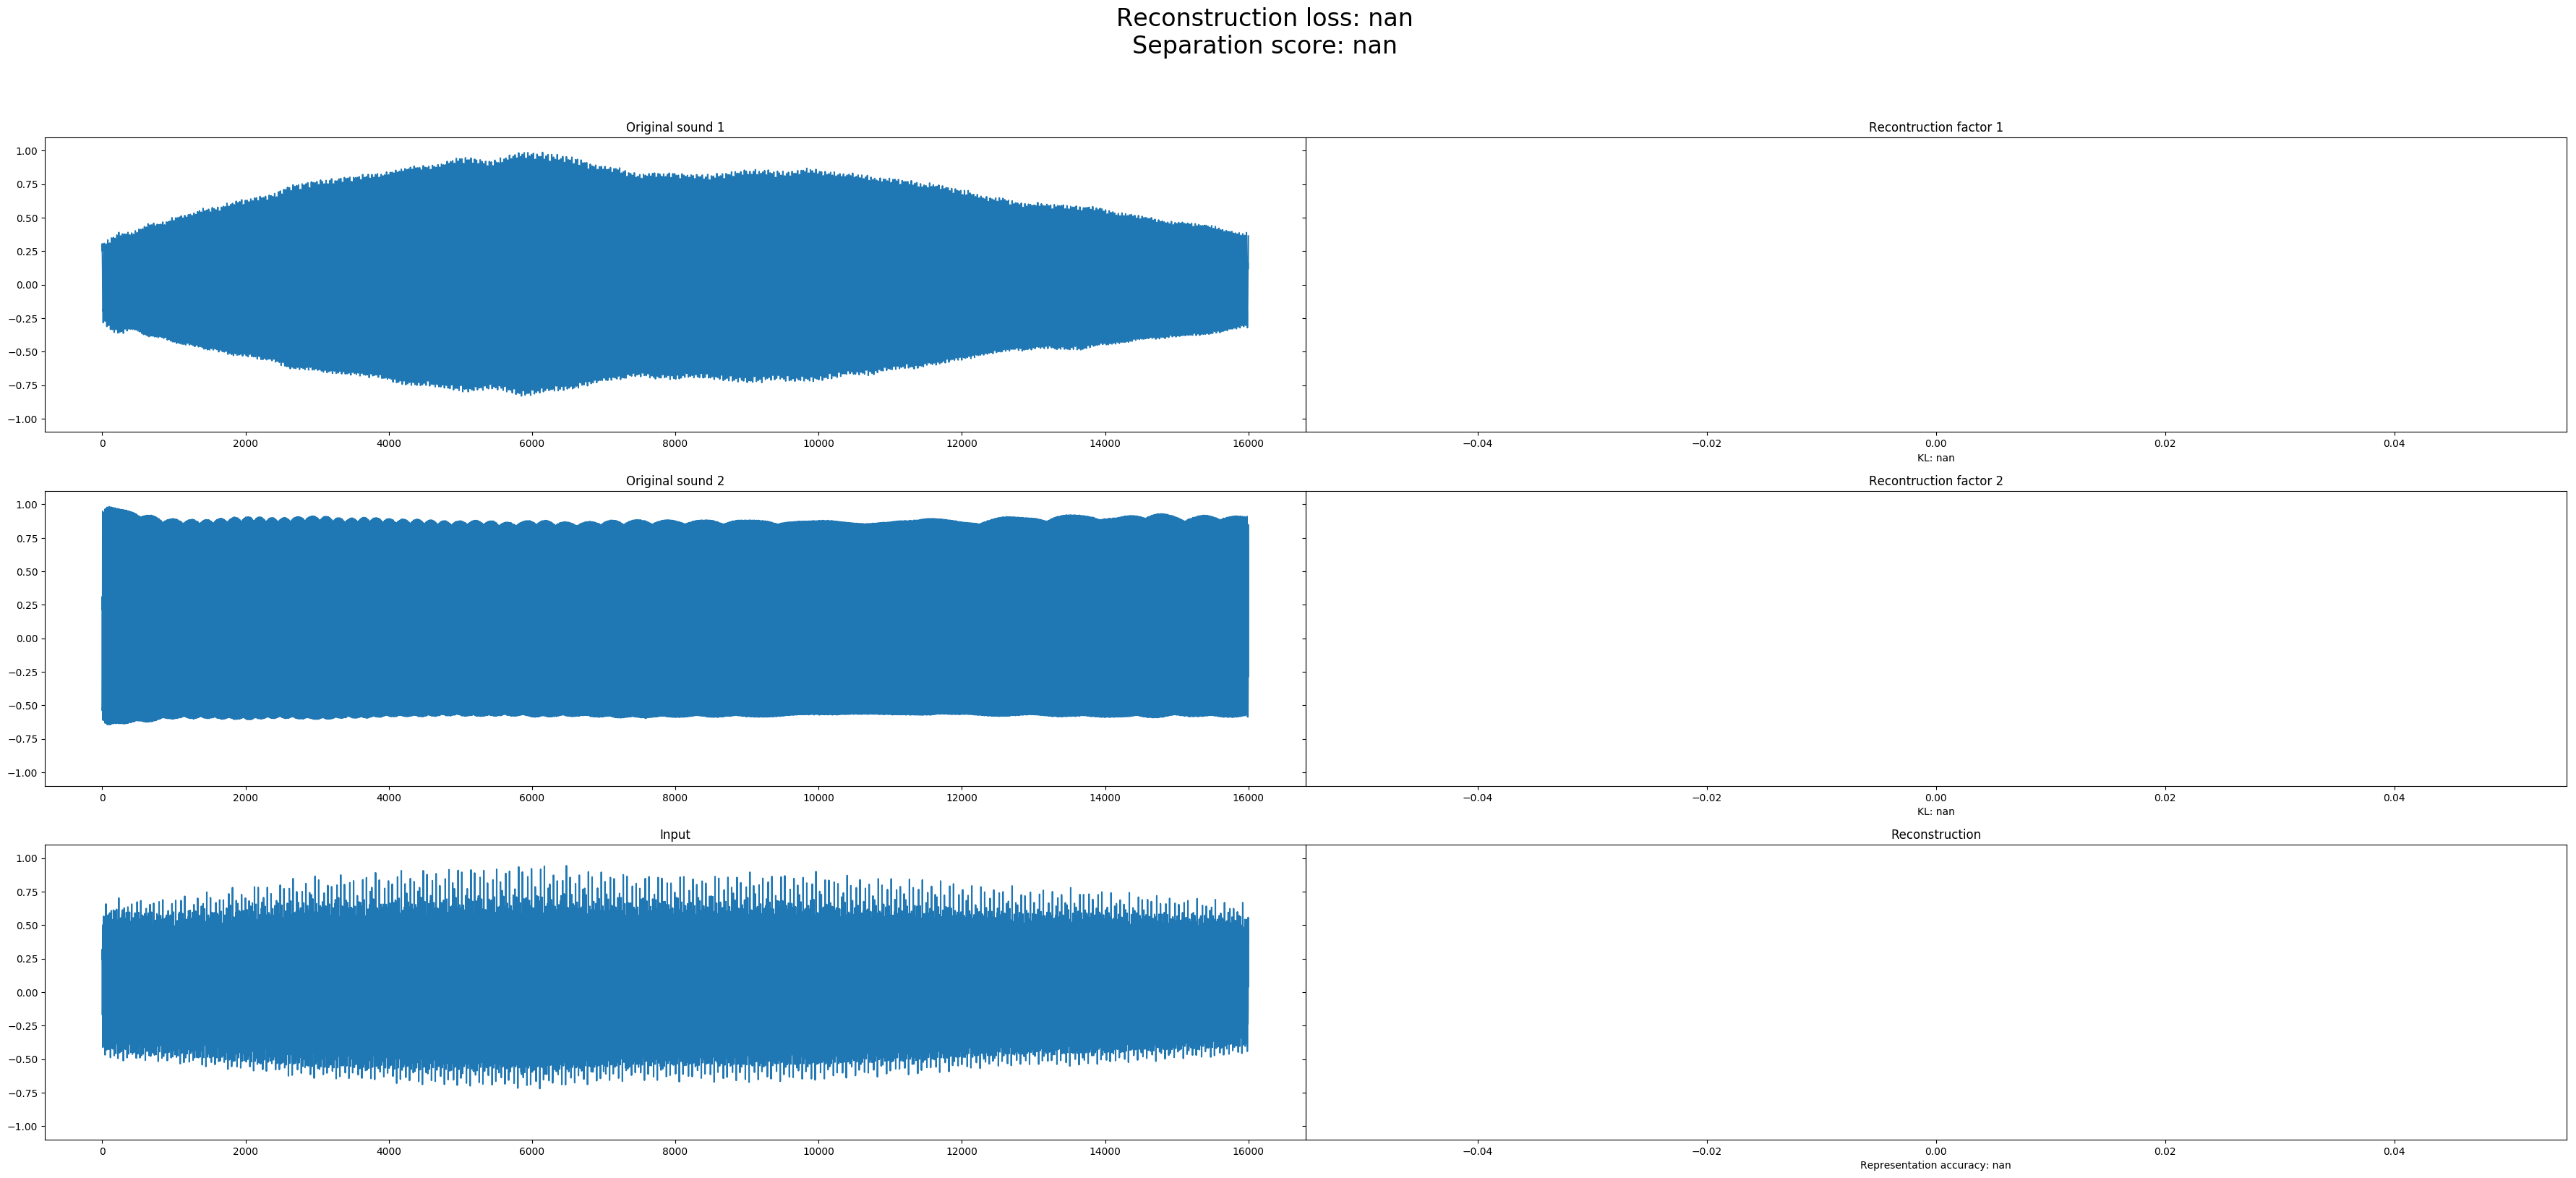 Reconstruction loss: nan
Separation score: nan
Original sound 1
Recontruction factor 1
1.00
0.75
0.50
0.25
0.00
−0.25
−0.50
−0.75
−1.00
0 2000 4000 6000 8000 10000 12000 14000 16000
−0.04 −0.02 0.00 0.02 0.04
KL: nan
Original sound 2
Recontruction factor 2
1.00
0.75
0.50
0.25
0.00
−0.25
−0.50
−0.75
−1.00
0 2000 4000 6000 8000 10000 12000 14000 16000
−0.04 −0.02 0.00 0.02 0.04
KL: nan
Input
Reconstruction
1.00
0.75
0.50
0.25
0.00
−0.25
−0.50
−0.75
−1.00
0 2000 4000 6000 8000 10000 12000 14000 16000
−0.04 −0.02 0.00 0.02 0.04
Representation accuracy: nan